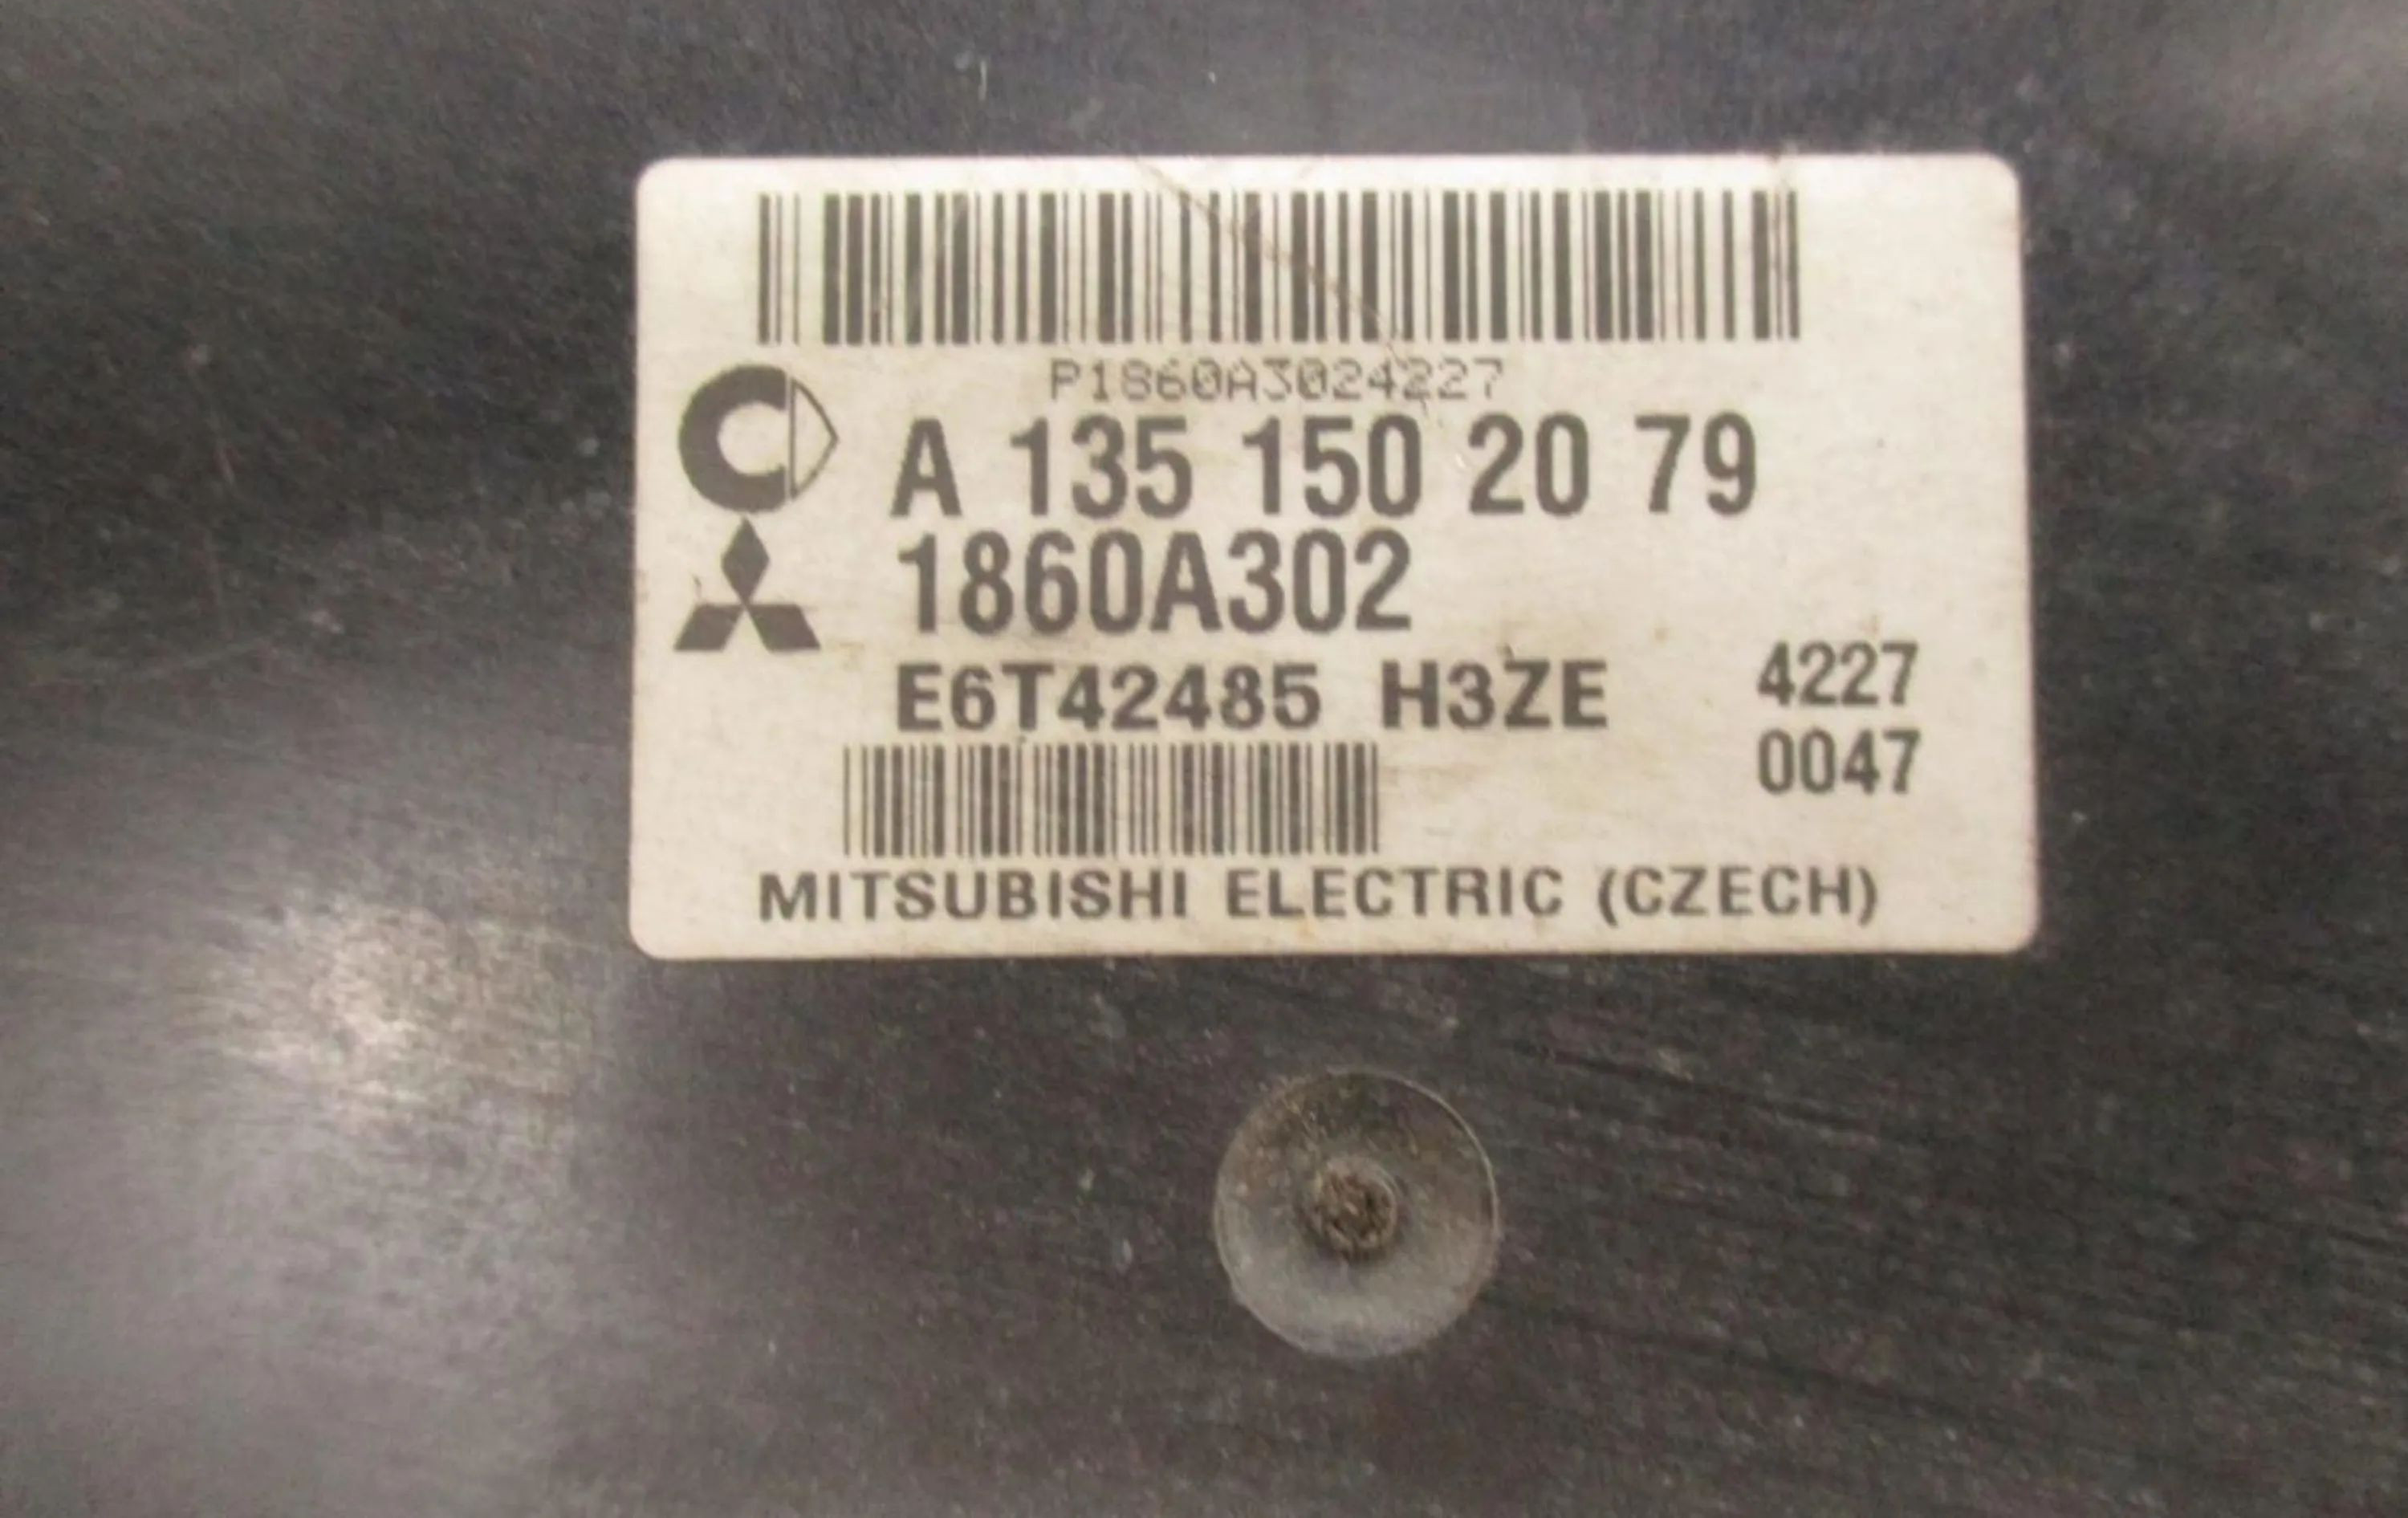 P1860A3024227
A 135 150 20 79
1860A302
E6T42485 H3ZE 4227
0047
MITSUBISHI ELECTRIC (CZECH)